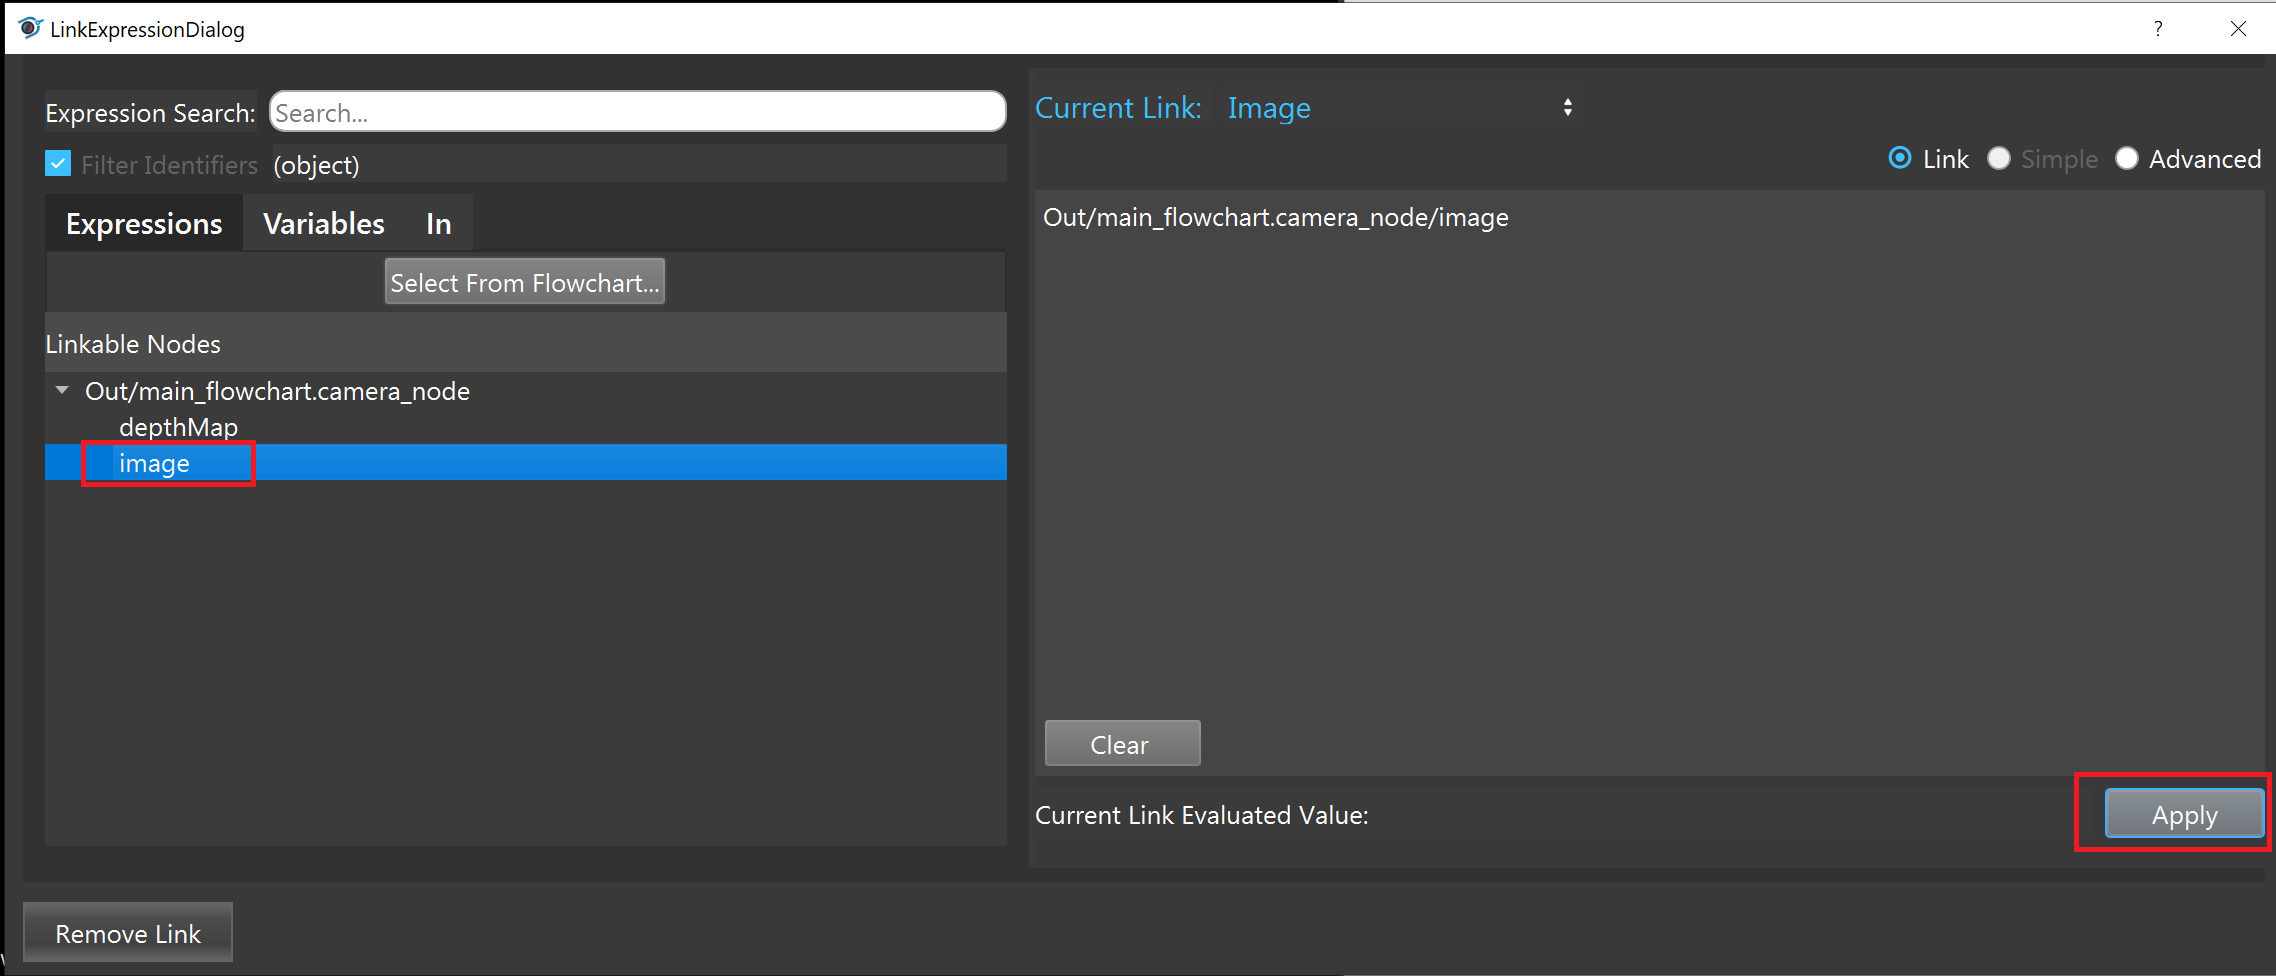 LinkExpressionDialog
?
Expression Search: Search...
Filter Identifiers (object)
Expressions Variables In
Select From Flowchart...
Linkable Nodes
Out/main_flowchart.camera_node
depthMap
image
Current Link: Image
Link Simple Advanced
Out/main_flowchart.camera_node/image
Clear
Current Link Evaluated Value:
Apply
Remove Link